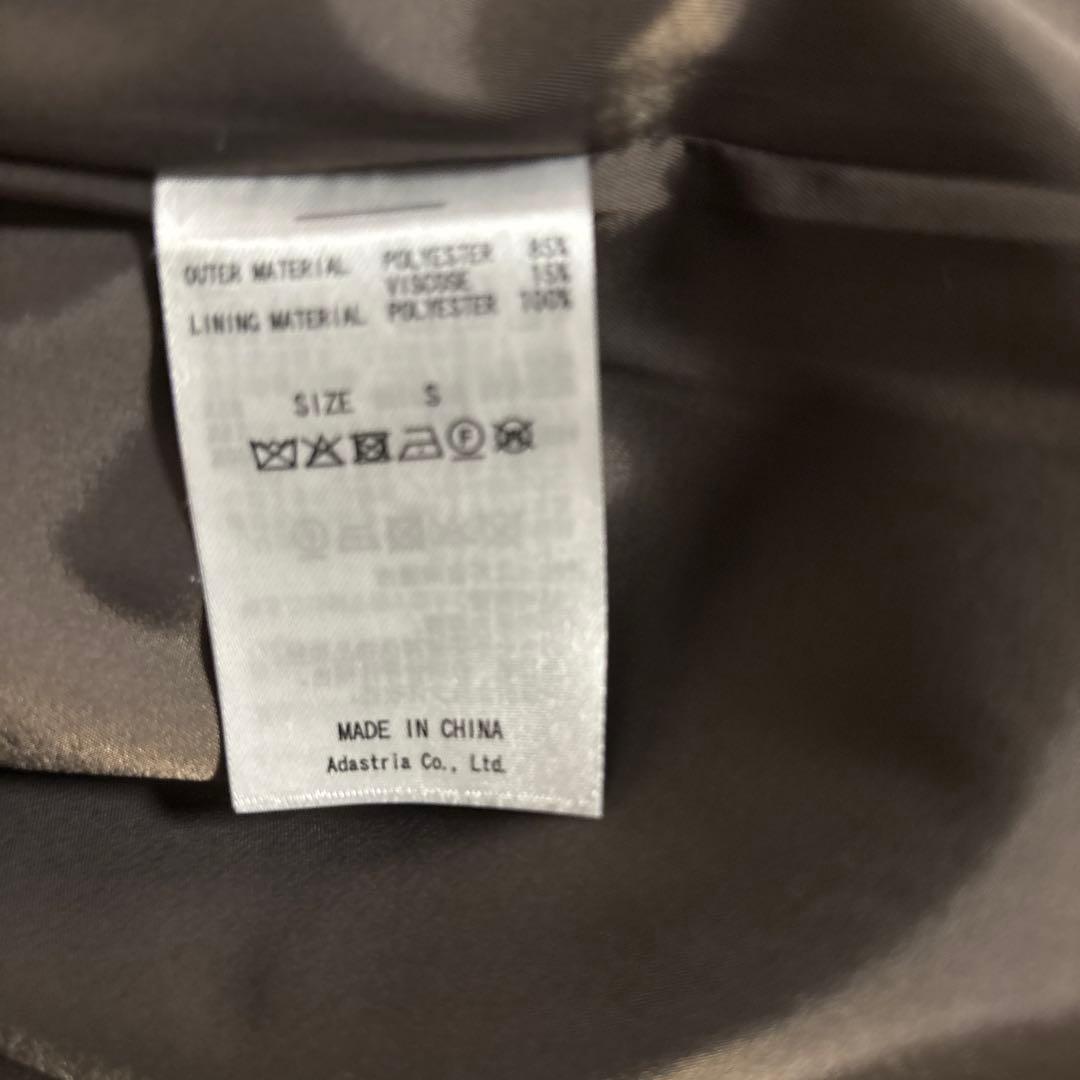 OUTER MATERIAL POLYESTER 85%
VISCOSE 15%
LINING MATERIAL POLYESTER 100%
SIZE S
F
MADE IN CHINA
Adastria Co., Ltd.